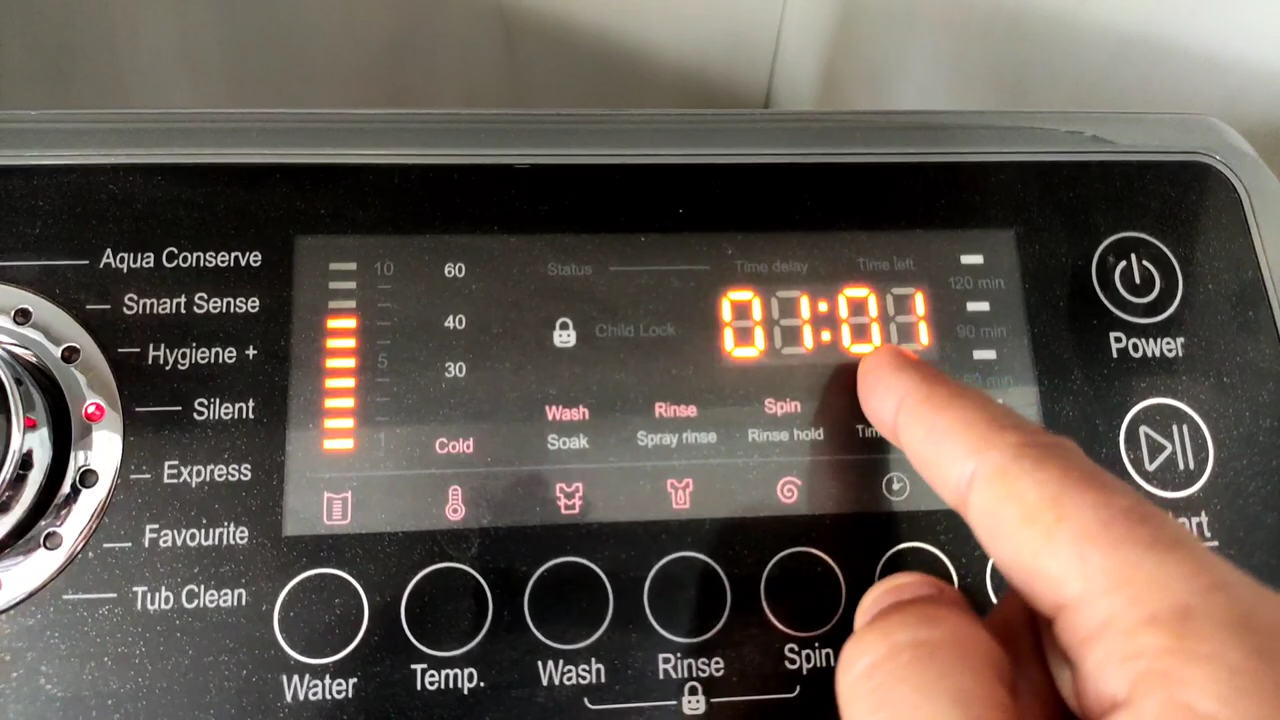 Aqua Conserve
Smart Sense
Hygiene +
Silent
Express
Favourite
Tub Clean
10
5
1
60
40
30
Cold
Status
Time delay
Time left
Child Lock
01:01
120 min
90 min
60 min
Wash
Rinse
Spin
Soak
Spray rinse
Rinse hold
Power
Water
Temp.
Wash
Rinse
Spin